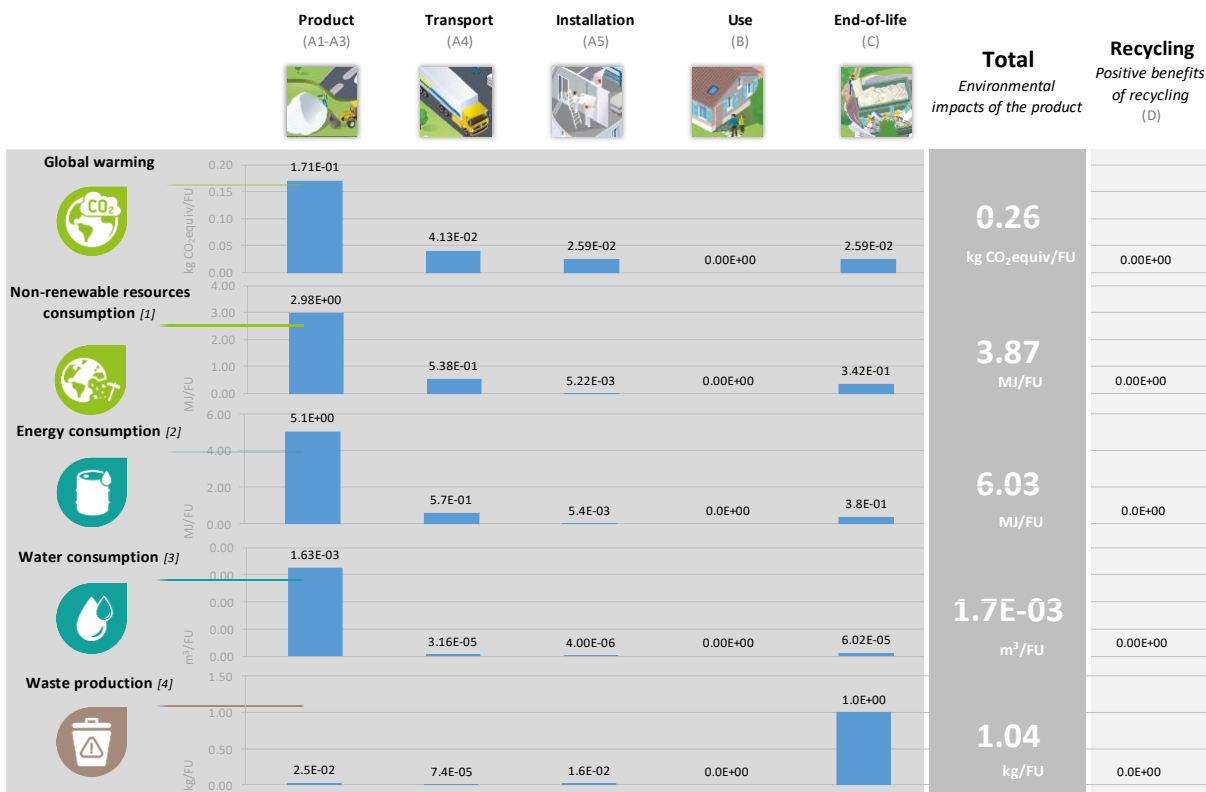 Product
(A1-A3)
Transport
(A4)
Installation
(A5)
Use
(B)
End-of-life
(C)
Total
Environmental
impacts of the product
Recycling
Positive benefits
of recycling
(D)
Global warming
CO2
kg CO2equiv/FU
0.20
0.15
0.10
0.05
0.00
1.71E-01
4.13E-02
2.59E-02
0.00E+00
2.59E-02
0.26
kg CO2equiv/FU
0.00E+00
Non-renewable resources
consumption [1]
MJ/FU
4.00
3.00
2.00
1.00
0.00
2.98E+00
5.38E-01
5.22E-03
0.00E+00
3.42E-01
3.87
MJ/FU
0.00E+00
Energy consumption [2]
MJ/FU
6.00
4.00
2.00
0.00
5.1E+00
5.7E-01
5.4E-03
0.0E+00
3.8E-01
6.03
MJ/FU
0.0E+00
Water consumption [3]
m³/FU
0.00
0.00
0.00
0.00
0.00
1.63E-03
3.16E-05
4.00E-06
0.00E+00
6.02E-05
1.7E-03
m³/FU
0.00E+00
Waste production [4]
kg/FU
1.50
1.00
0.50
0.00
2.5E-02
7.4E-05
1.6E-02
0.0E+00
1.0E+00
1.04
kg/FU
0.0E+00